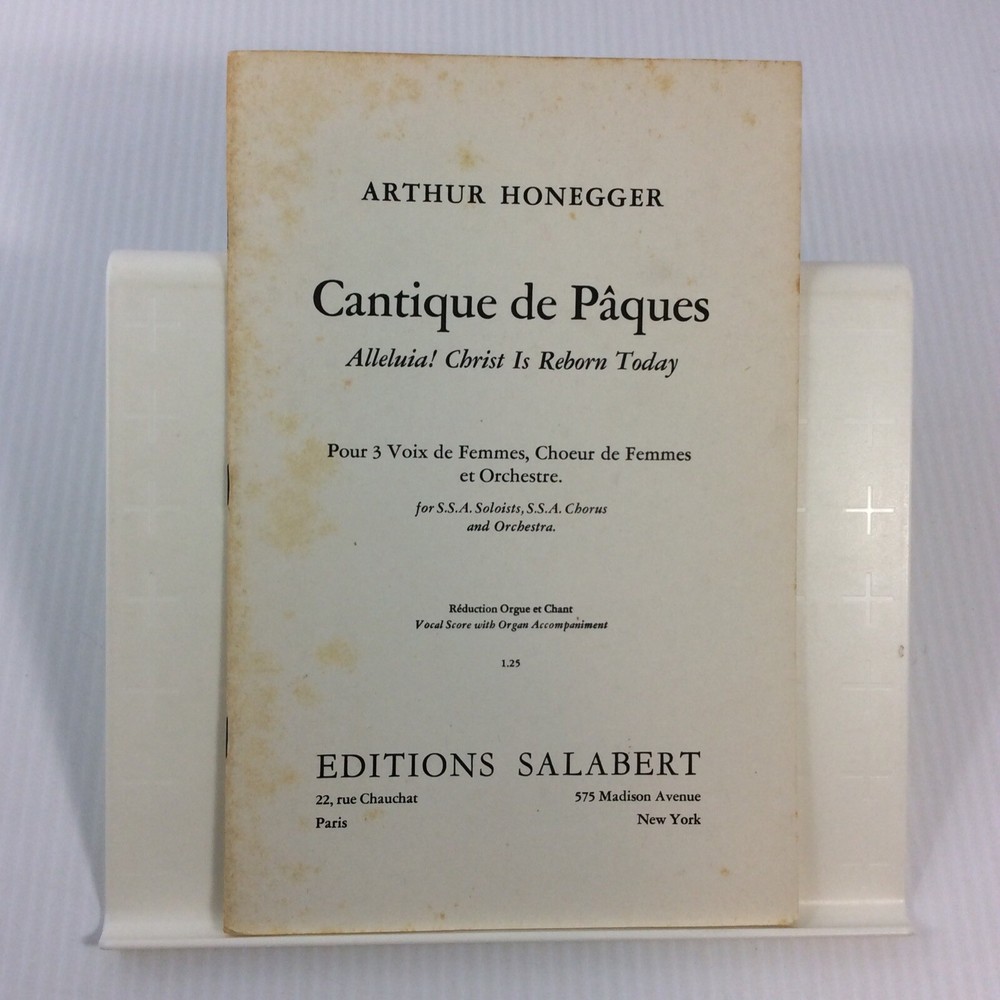 ARTHUR HONEGGER
Cantique de Pâques
Alleluia! Christ Is Reborn Today
Pour 3 Voix de Femmes, Choeur de Femmes
et Orchestre.
for S.S.A. Soloists, S.S.A. Chorus
and Orchestra.
Réduction Orgue et Chant
Vocal Score with Organ Accompaniment
1.25
EDITIONS SALABERT
22, rue Chauchat
Paris
575 Madison Avenue
New York